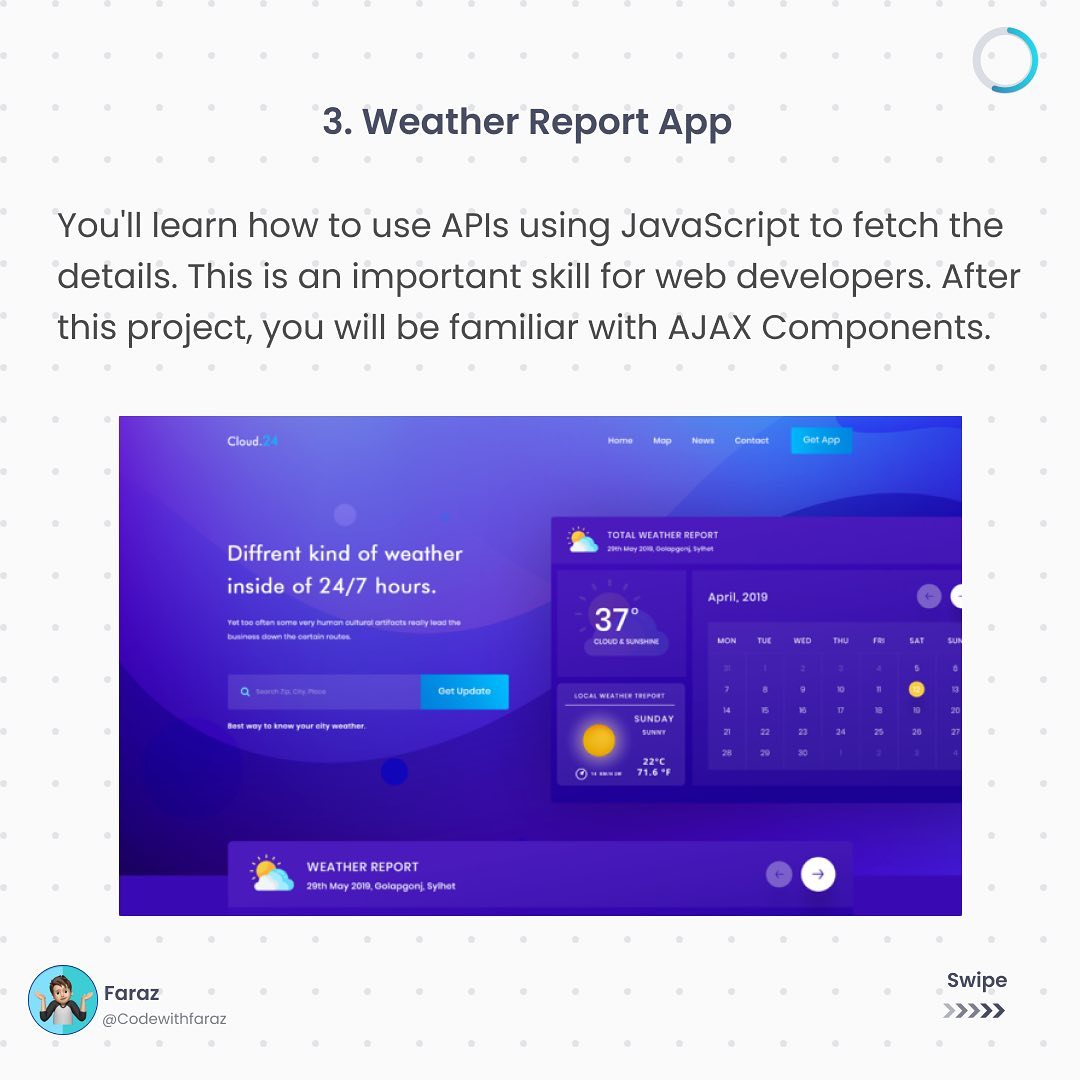 3. Weather Report App
You'll learn how to use APIs using JavaScript to fetch the
details. This is an important skill for web developers. After
this project, you will be familiar with AJAX Components.
Cloud.24
Home Map News Contact Get App
Diffrent kind of weather
inside of 24/7 hours.
Yet too often some very human cultural artifacts really lead the
business down the certain routes.
Search Zip, City, Place
Get Update
Best way to know your city weather.
TOTAL WEATHER REPORT
29th May 2019, Golapgonj, Sylhet
37°
CLOUD & SUNSHINE
LOCAL WEATHER TREPORT
SUNDAY
SUNNY
22°C
14 KM/H SW 71.6 °F
April, 2019
MON TUE WED THU FRI SAT SUN
31 1 2 3 4 5 6
7 8 9 10 11 12 13
14 15 16 17 18 19 20
21 22 23 24 25 26 27
28 29 30 1 2 3 4
WEATHER REPORT
29th May 2019, Golapgonj, Sylhet
Faraz
@Codewithfaraz
Swipe